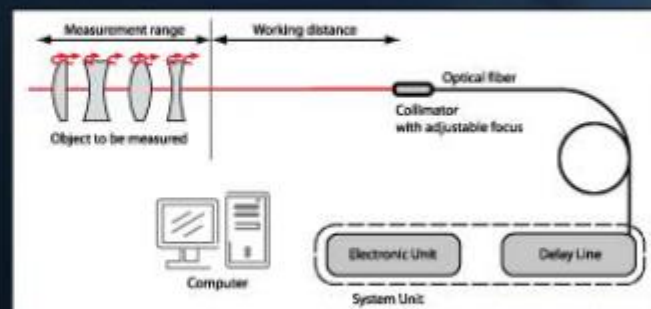 Measurement range
Working distance
Optical fiber
Collimator
with adjustable focus
Object to be measured
Electronic Unit
Delay Line
Computer
System Unit